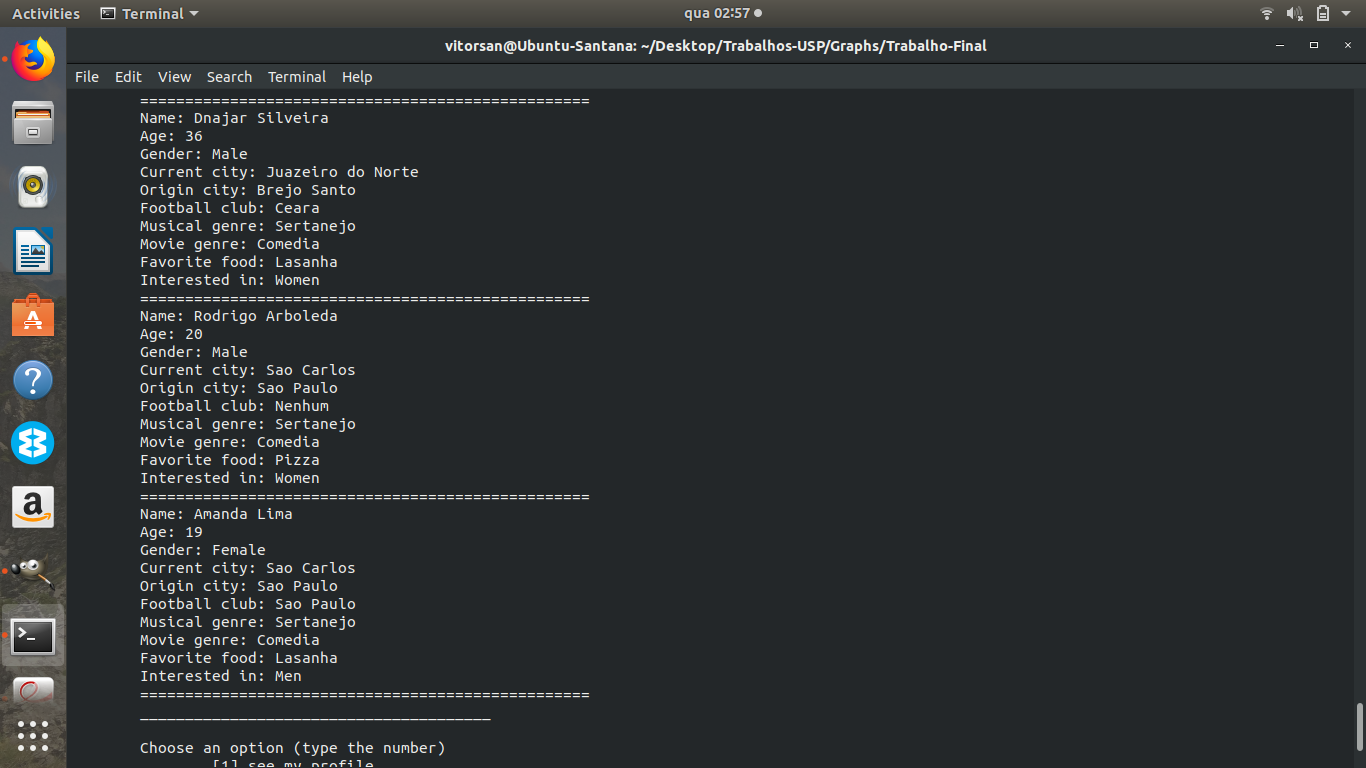 Activities Terminal qua 02:57
vitorsan@Ubuntu-Santana: ~/Desktop/Trabalhos-USP/Graphs/Trabalho-Final
File Edit View Search Terminal Help
==================================================
Name: Dnajar Silveira
Age: 36
Gender: Male
Current city: Juazeiro do Norte
Origin city: Brejo Santo
Football club: Ceara
Musical genre: Sertanejo
Movie genre: Comedia
Favorite food: Lasanha
Interested in: Women
==================================================
Name: Rodrigo Arboleda
Age: 20
Gender: Male
Current city: Sao Carlos
Origin city: Sao Paulo
Football club: Nenhum
Musical genre: Sertanejo
Movie genre: Comedia
Favorite food: Pizza
Interested in: Women
==================================================
Name: Amanda Lima
Age: 19
Gender: Female
Current city: Sao Carlos
Origin city: Sao Paulo
Football club: Sao Paulo
Musical genre: Sertanejo
Movie genre: Comedia
Favorite food: Lasanha
Interested in: Men
==================================================
_______________________________________
Choose an option (type the number)
[1] see my profile